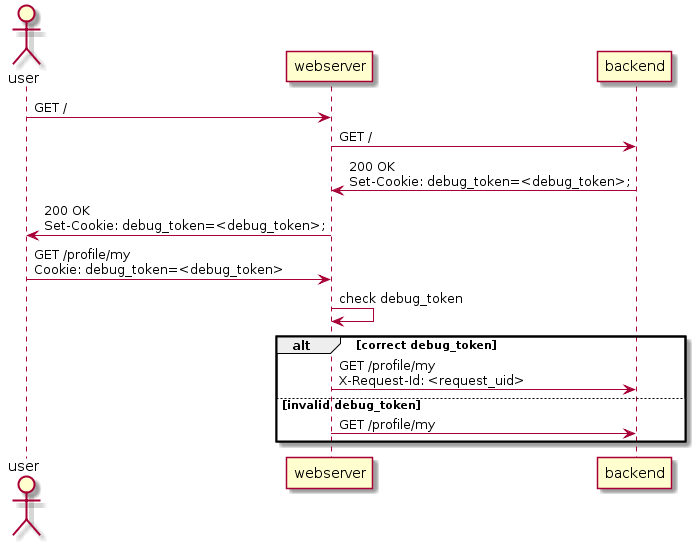 user
webserver
backend
GET /
GET /
200 OK
Set-Cookie: debug_token=<debug_token>;
200 OK
Set-Cookie: debug_token=<debug_token>;
GET /profile/my
Cookie: debug_token=<debug_token>
check debug_token
alt [correct debug_token]
GET /profile/my
X-Request-Id: <request_uid>
[invalid debug_token]
GET /profile/my
user
webserver
backend